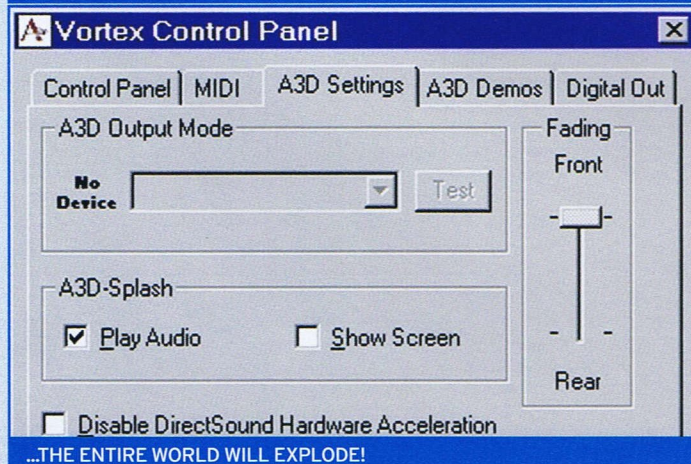 Vortex Control Panel
Control Panel MIDI A3D Settings A3D Demos Digital Out
A3D Output Mode
No Device
Test
A3D-Splash
Play Audio
Show Screen
Fading
Front
Rear
Disable DirectSound Hardware Acceleration
...THE ENTIRE WORLD WILL EXPLODE!